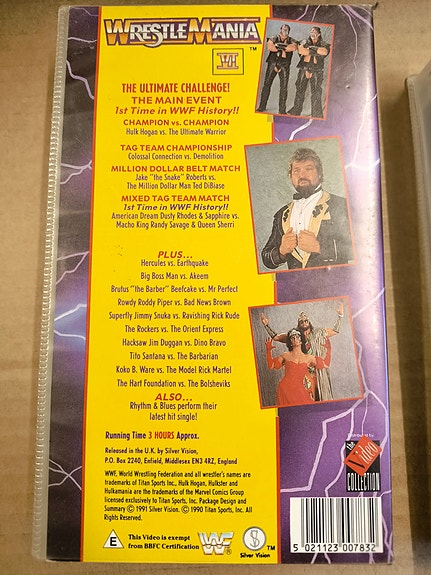 WRESTLEMANIA
TM
VI
THE ULTIMATE CHALLENGE!
THE MAIN EVENT
1st Time in WWF History!!
CHAMPION vs. CHAMPION
Hulk Hogan vs. The Ultimate Warrior
TAG TEAM CHAMPIONSHIP
Colossal Connection vs. Demolition
MILLION DOLLAR BELT MATCH
Jake "the Snake" Roberts vs.
The Million Dollar Man Ted DiBiase
MIXED TAG TEAM MATCH
1st Time in WWF History!!
American Dream Dusty Rhodes & Sapphire vs.
Macho King Randy Savage & Queen Sherri
PLUS...
Hercules vs. Earthquake
Big Boss Man vs. Akeem
Brutus "the Barber" Beefcake vs. Mr Perfect
Rowdy Roddy Piper vs. Bad News Brown
Superfly Jimmy Snuka vs. Ravishing Rick Rude
The Rockers vs. The Orient Express
Hacksaw Jim Duggan vs. Dino Bravo
Tito Santana vs. The Barbarian
Koko B. Ware vs. The Model Rick Martel
The Hart Foundation vs. The Bolsheviks
ALSO...
Rhythm & Blues perform their
latest hit single!
Running Time 3 HOURS Approx.
Released in the U.K. by Silver Vision,
P.O. Box 2240, Enfield, Middlesex EN3 4RZ, England
WWF, World Wrestling Federation and all wrestler's names are
trademarks of Titan Sports, Inc., Hulk Hogan, Hulkster and
Hulkamania are the trademarks of the Marvel Comics Group
licensed exclusively to Titan Sports, Inc. Package Design and
Summary © 1991 Silver Vision. © 1990 Titan Sports, Inc. All
Rights Reserved.
E
This Video is exempt
from BBFC Certification
WF
TM
Silver Vision
distributed by
the
Video
COLLECTION
5 021123 007832